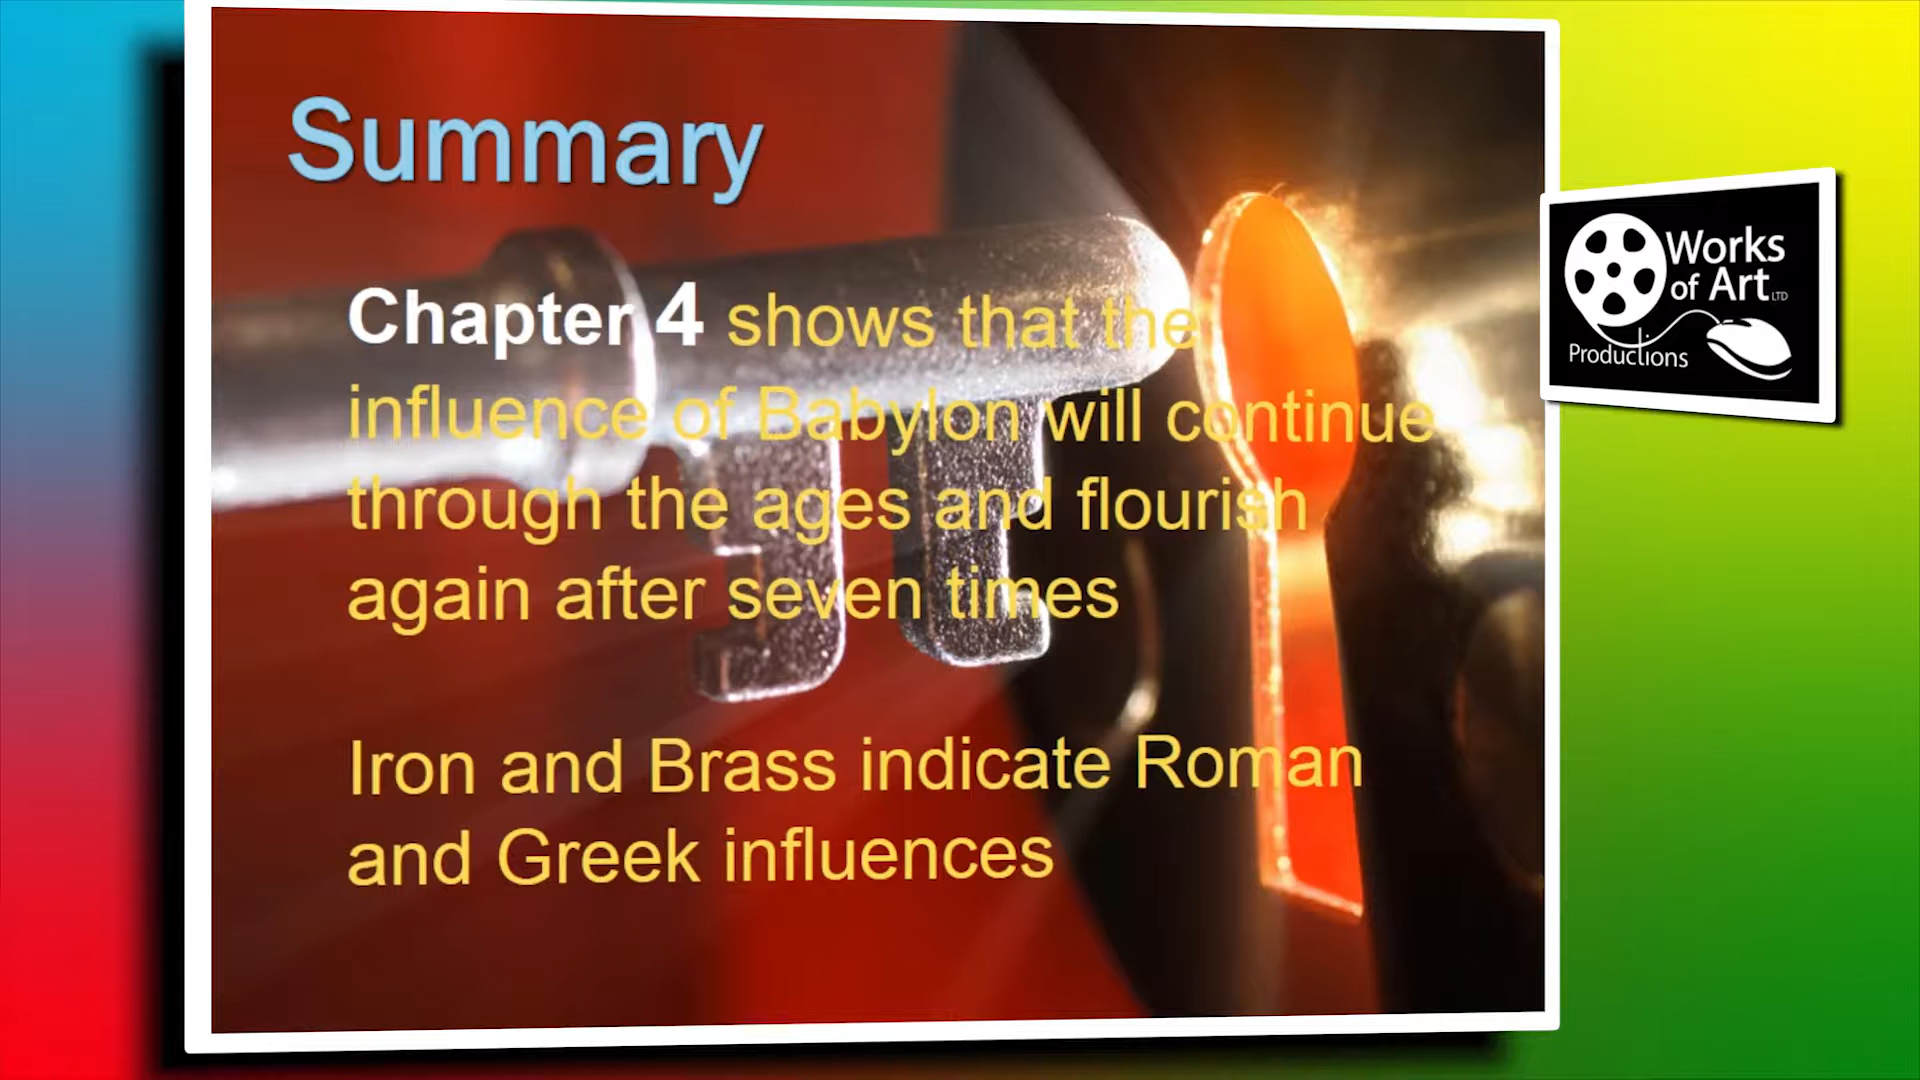 Summary
Chapter 4 shows that the
influence of Babylon will continue
through the ages and flourish
again after seven times
Iron and Brass indicate Roman
and Greek influences
Works
of Art LTD
Productions